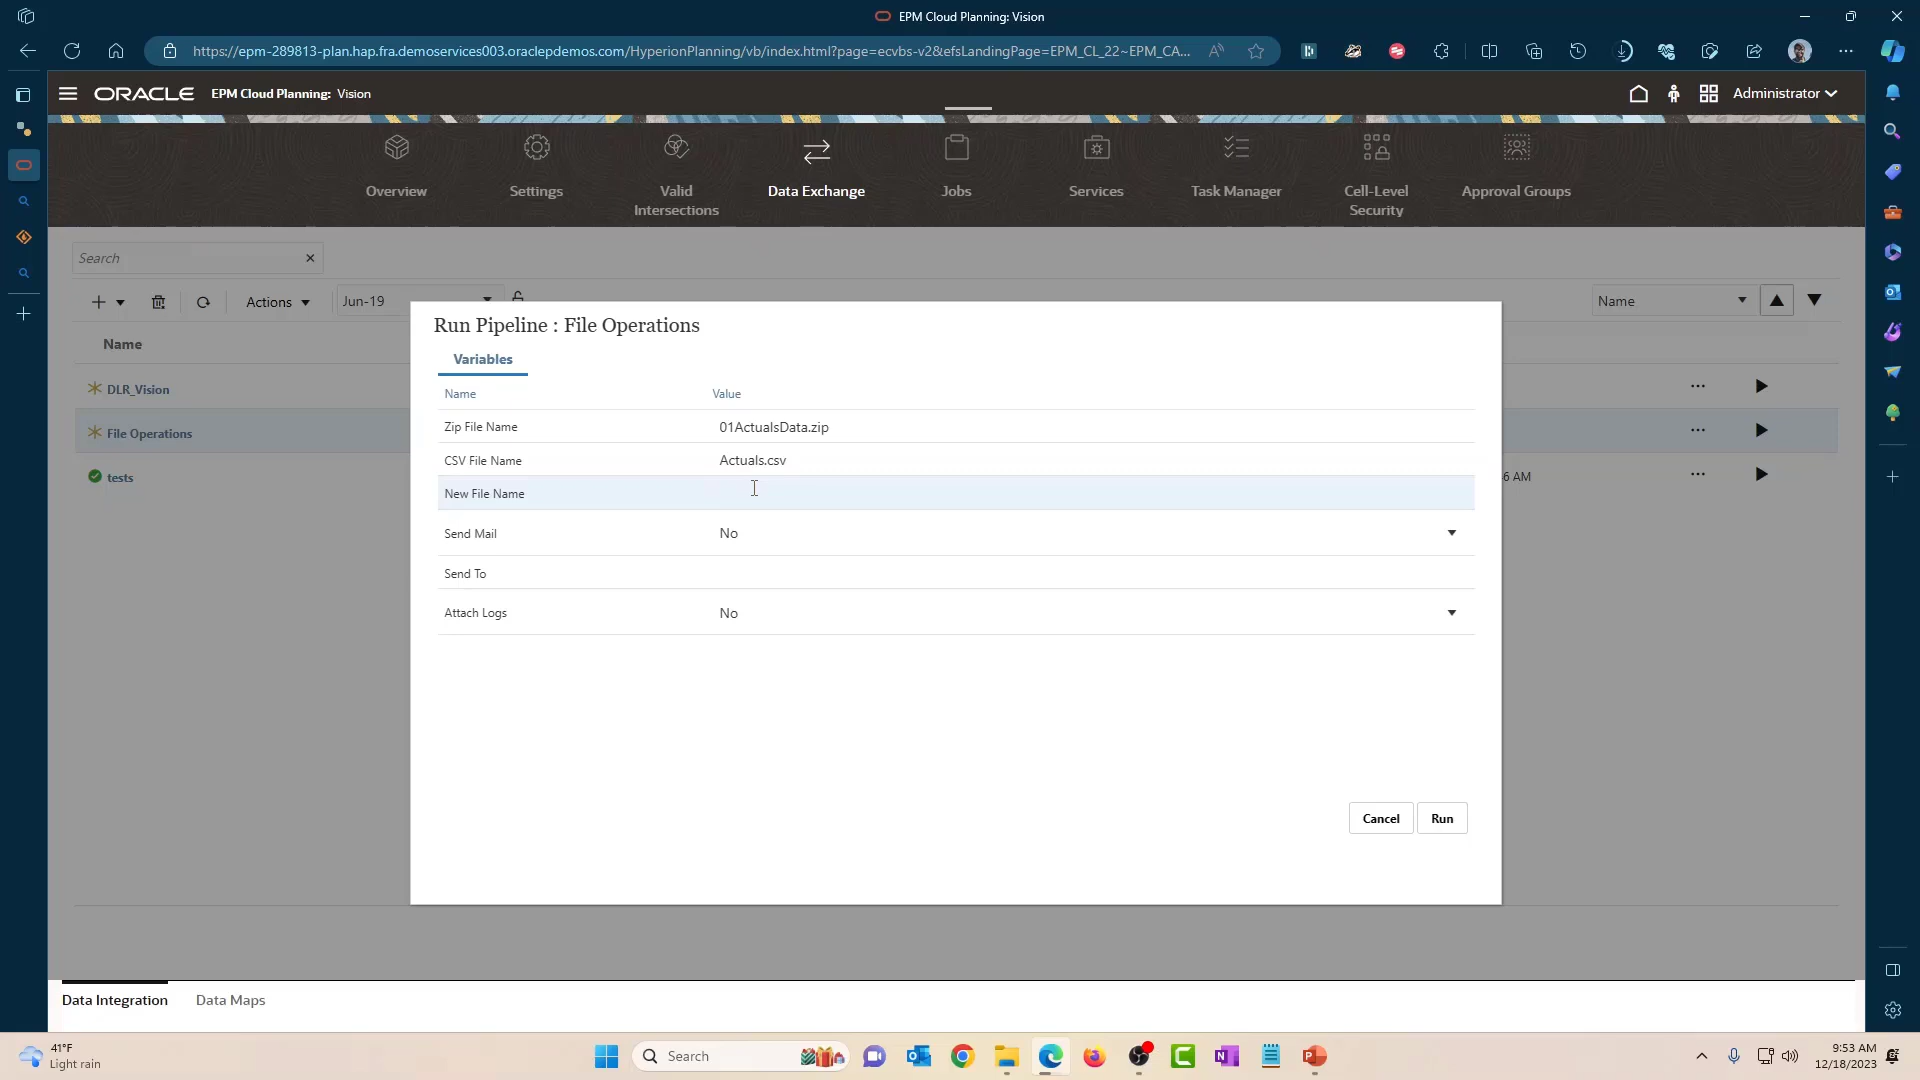 EPM Cloud Planning: Vision
https://epm-289813-plan.hap.fra.demoservices003.oraclepdemos.com/HyperionPlanning/vb/index.html?page=ecvbs-v2&efsLandingPage=EPM_CL_22~EPM_CA...
ORACLE EPM Cloud Planning: Vision Administrator
Overview Settings Valid Intersections Data Exchange Jobs Services Task Manager Cell-Level Security Approval Groups
Search
Actions Jun-19 Name
Name
DLR_Vision
File Operations
tests 6 AM
Run Pipeline : File Operations
Variables
Name Value
Zip File Name 01ActualsData.zip
CSV File Name Actuals.csv
New File Name
Send Mail No
Send To
Attach Logs No
Cancel Run
Data Integration Data Maps
41°F
Light rain
Search
9:53 AM
12/18/2023